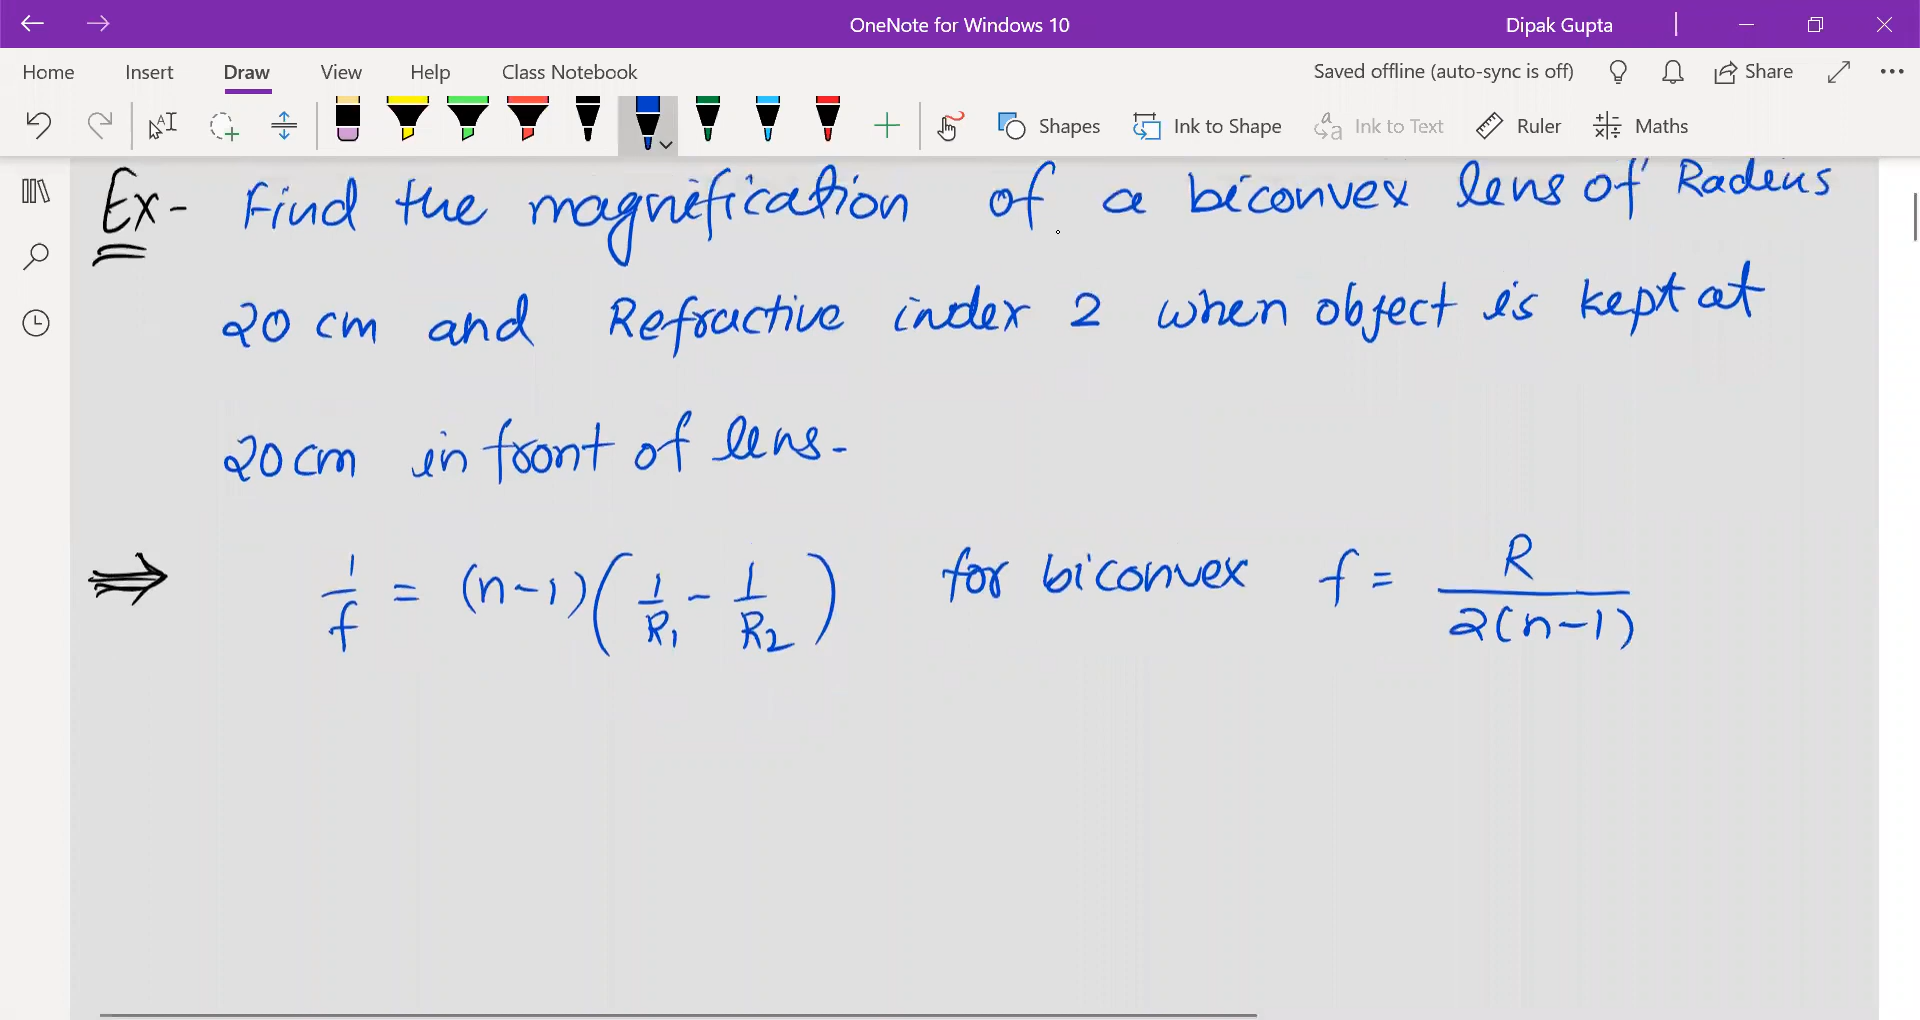 OneNote for Windows 10
Dipak Gupta
Home Insert Draw View Help Class Notebook
Saved offline (auto-sync is off) Share
Shapes Ink to Shape Ink to Text Ruler Maths
Ex- Find the magnification of a biconvex lens of Radius
20 cm and Refractive index 2 when object is kept at
20 cm in front of lens-
⇒ 1/f = (n-1)(1/R₁ - 1/R₂) for biconvex f = R/2(n-1)